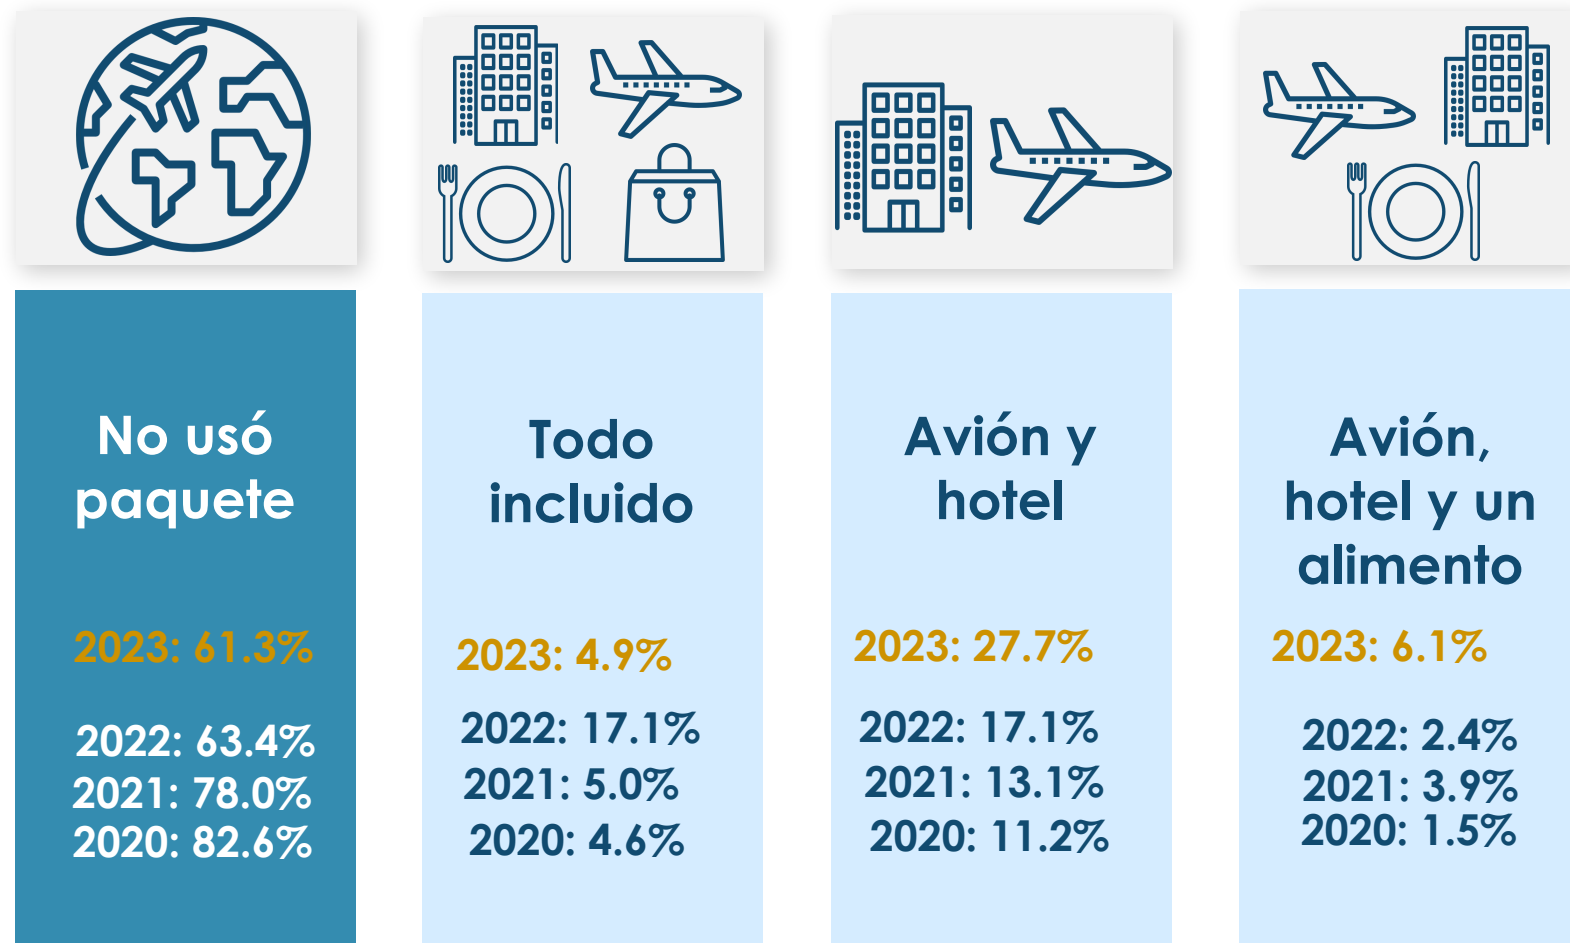 No usó
paquete
2023: 61.3%
2022: 63.4%
2021: 78.0%
2020: 82.6%
Todo
incluido
2023: 4.9%
2022: 17.1%
2021: 5.0%
2020: 4.6%
Avión y
hotel
2023: 27.7%
2022: 17.1%
2021: 13.1%
2020: 11.2%
Avión,
hotel y un
alimento
2023: 6.1%
2022: 2.4%
2021: 3.9%
2020: 1.5%